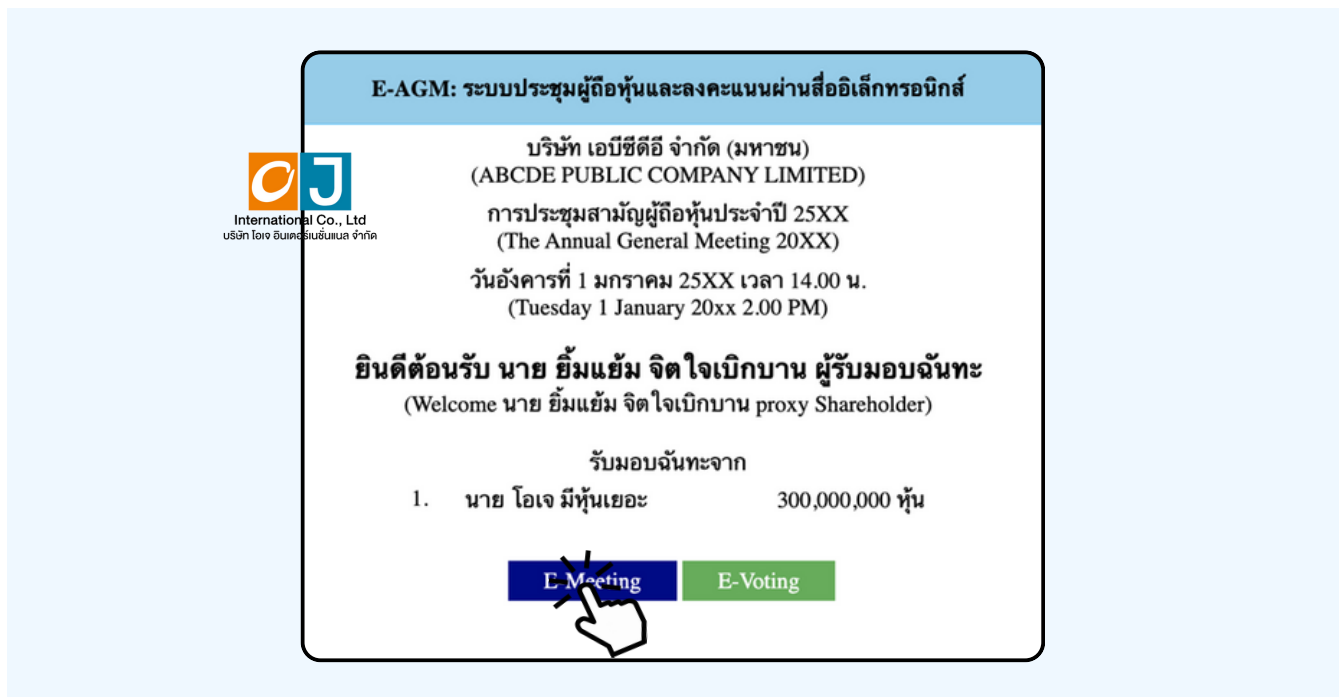 E-AGM: ระบบประชุมผู้ถือหุ้นและลงคะแนนผ่านสื่ออิเล็กทรอนิกส์
บริษัท เอบีซีดีอี จำกัด (มหาชน)
(ABCDE PUBLIC COMPANY LIMITED)
OJ
International Co., Ltd
บริษัท โอเจ อินเตอร์เนชั่นแนล จำกัด
การประชุมสามัญผู้ถือหุ้นประจำปี 25XX
(The Annual General Meeting 20XX)
วันอังคารที่ 1 มกราคม 25XX เวลา 14.00 น.
(Tuesday 1 January 20xx 2.00 PM)
ยินดีต้อนรับ นาย ยิ้มแย้ม จิตใจเบิกบาน ผู้รับมอบฉันทะ
(Welcome นาย ยิ้มแย้ม จิตใจเบิกบาน proxy Shareholder)
รับมอบฉันทะจาก
1. นาย โอเจ มีหุ้นเยอะ 300,000,000 หุ้น
E-Meeting E-Voting